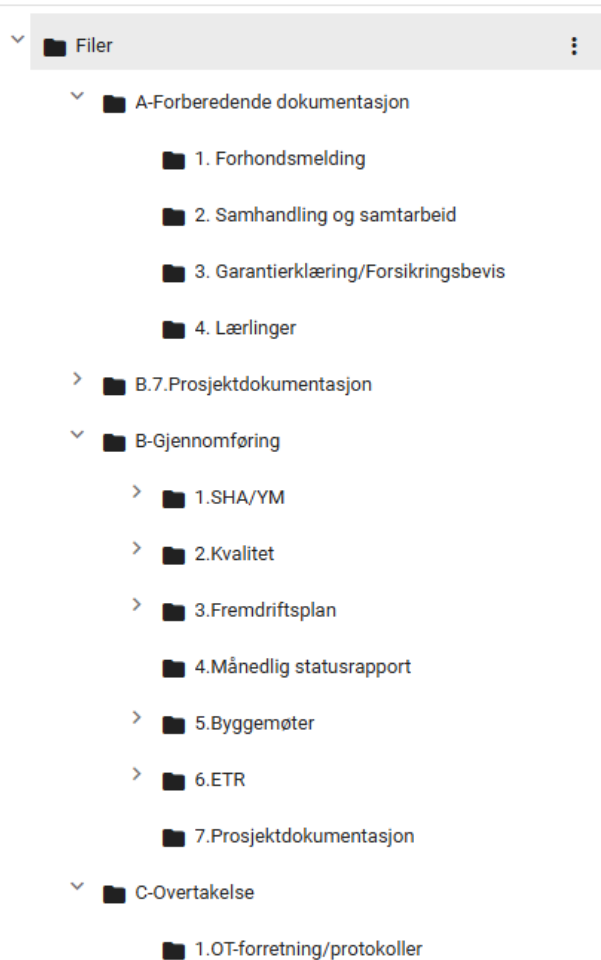 Filer
A-Forberedende dokumentasjon
1. Forhondsmelding
2. Samhandling og samtarbeid
3. Garantierklæring/Forsikringsbevis
4. Lærlinger
B.7.Prosjektdokumentasjon
B-Gjennomføring
1.SHA/YM
2.Kvalitet
3.Fremdriftsplan
4.Månedlig statusrapport
5.Byggemøter
6.ETR
7.Prosjektdokumentasjon
C-Overtakelse
1.OT-forretning/protokoller